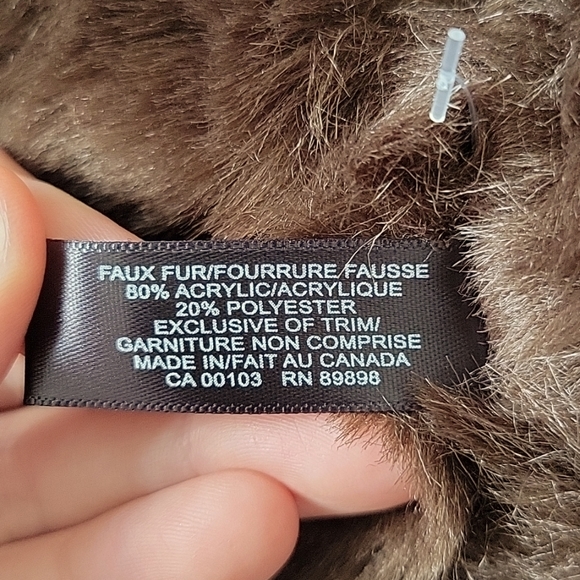 FAUX FUR/FOURRURE FAUSSE
80% ACRYLIC/ACRYLIQUE
20% POLYESTER
EXCLUSIVE OF TRIM/
GARNITURE NON COMPRISE
MADE IN/FAIT AU CANADA
CA 00103 RN 89898